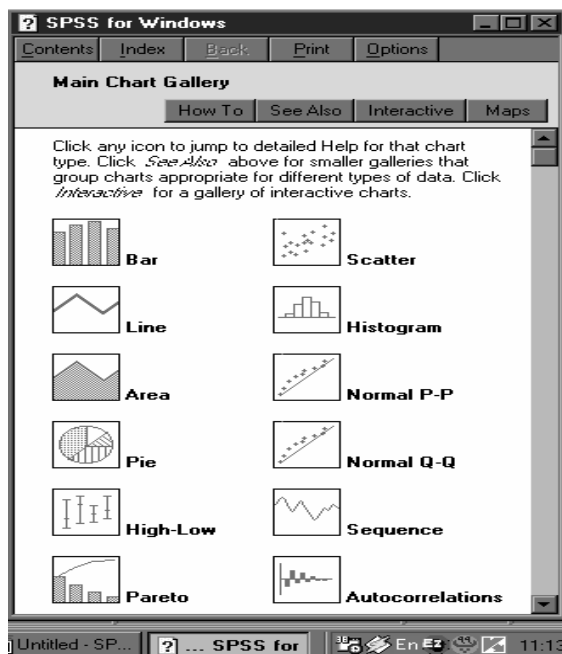 SPSS for Windows
Contents Index Back Print Options
Main Chart Gallery
How To See Also Interactive Maps
Click any icon to jump to detailed Help for that chart
type. Click See Also above for smaller galleries that
group charts appropriate for different types of data. Click
Interactive for a gallery of interactive charts.
Bar Scatter
Line Histogram
Area Normal P-P
Pie Normal Q-Q
High-Low Sequence
Pareto Autocorrelations
Untitled - SP... ... SPSS for En 11:13